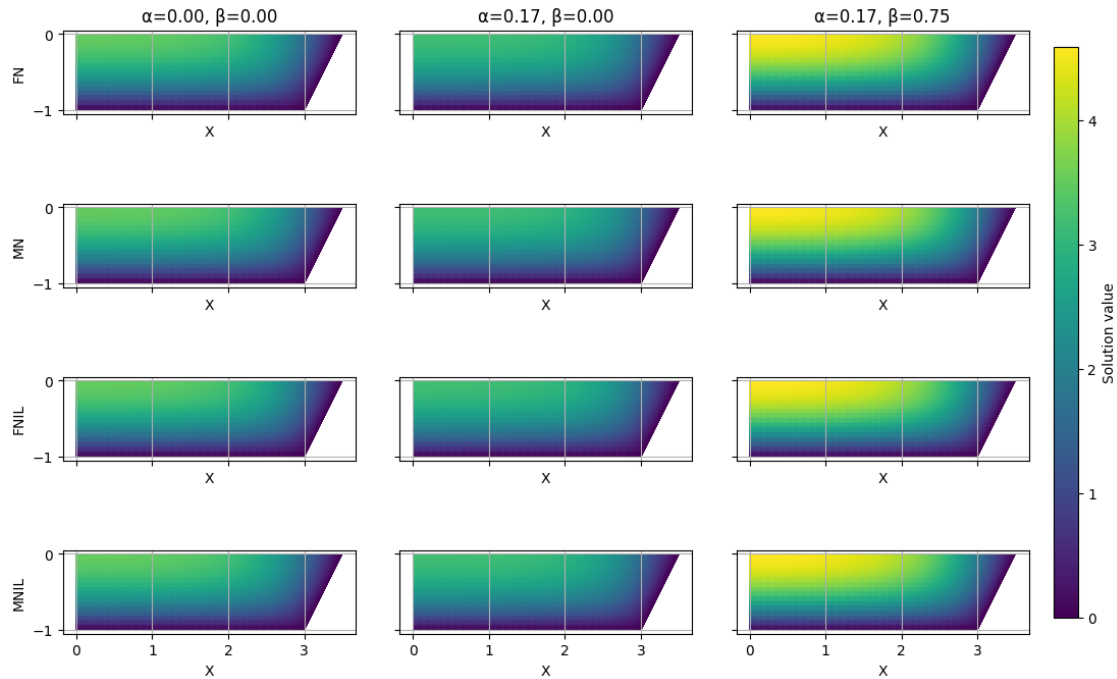 α=0.00, β=0.00 α=0.17, β=0.00 α=0.17, β=0.75
FN
0
−1
X X X
MN
0
−1
X X X
FNIL
0
−1
X X X
MNIL
0
−1
0 1 2 3 0 1 2 3 0 1 2 3
X X X
4
3
2
1
0
Solution value